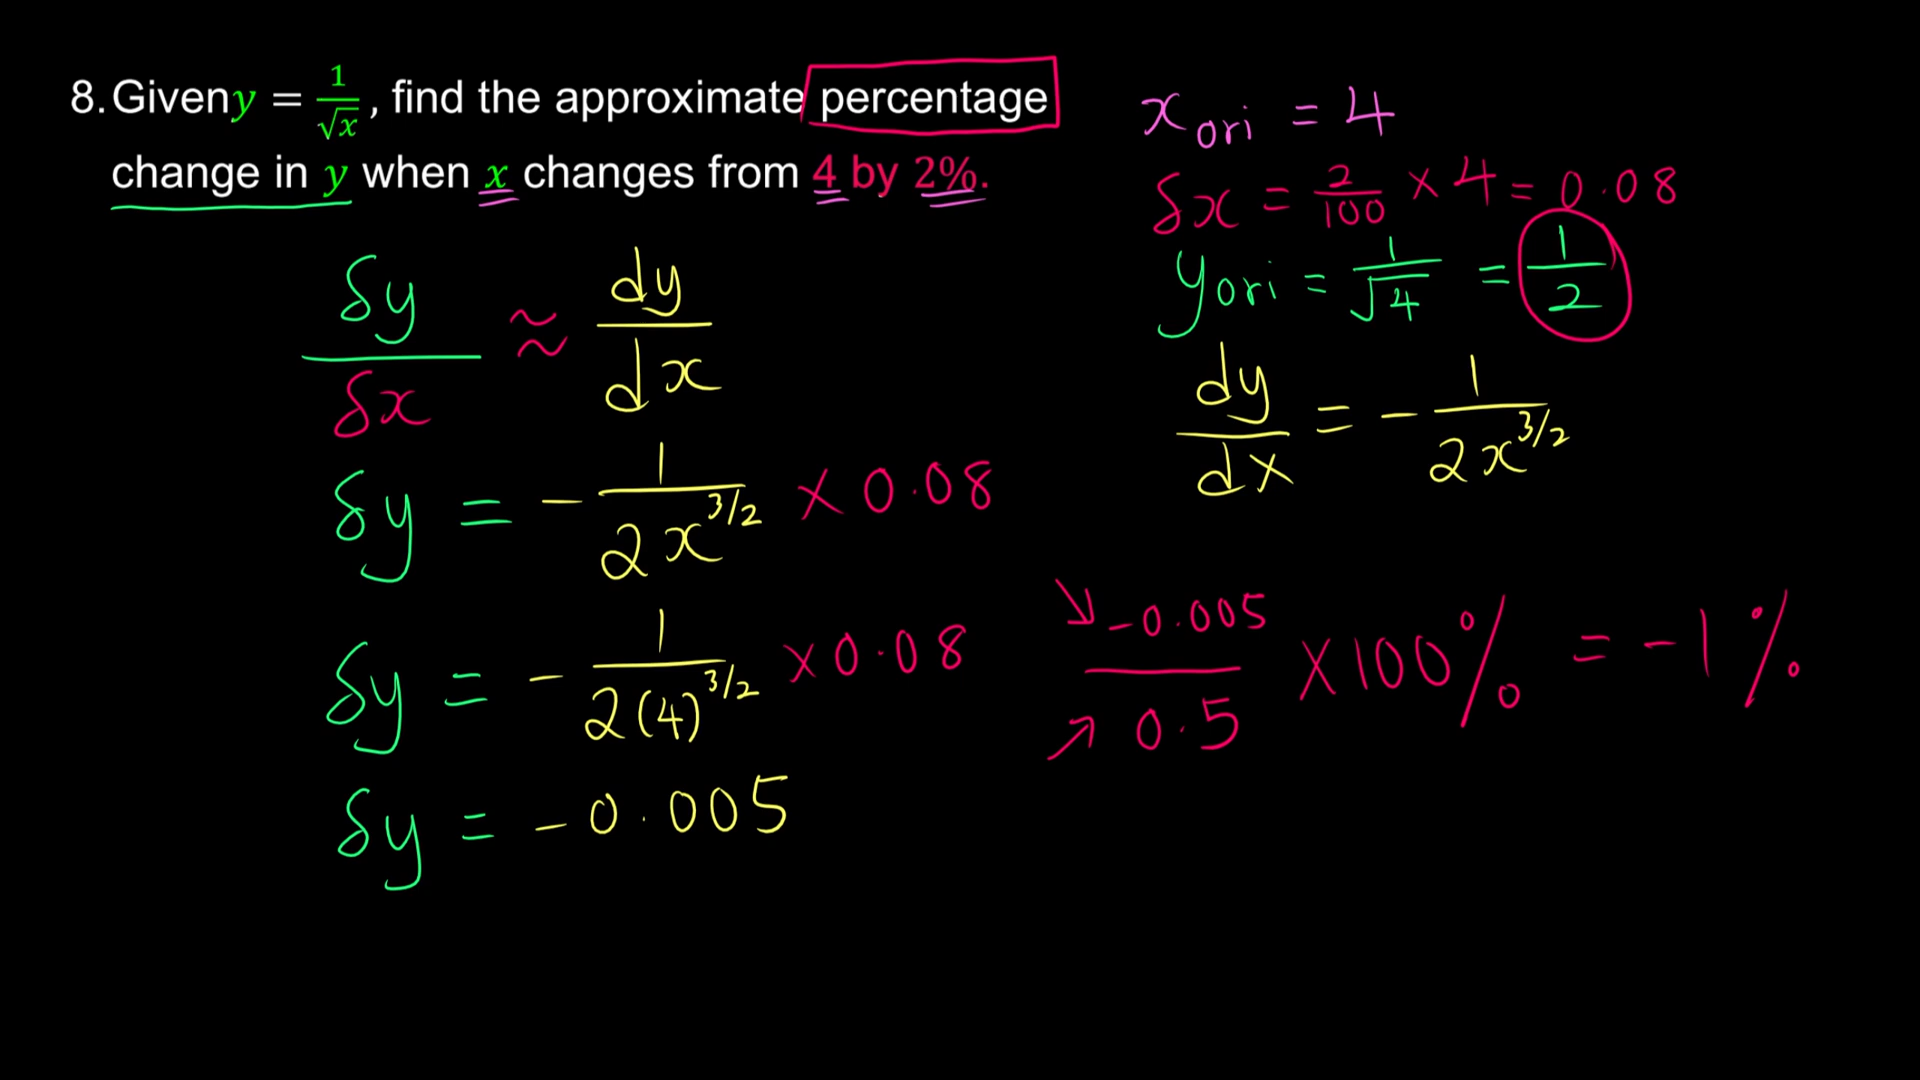 8. Given y = 1/√x, find the approximate percentage
change in y when x changes from 4 by 2%.
δy/δx ≈ dy/dx
δy = - 1/2x^3/2 × 0.08
δy = - 1/2(4)^3/2 × 0.08
δy = - 0.005
x ori = 4
δx = 2/100 × 4 = 0.08
y ori = 1/√4 = 1/2
dy/dx = - 1/2x^3/2
-0.005/0.5 × 100% = -1%